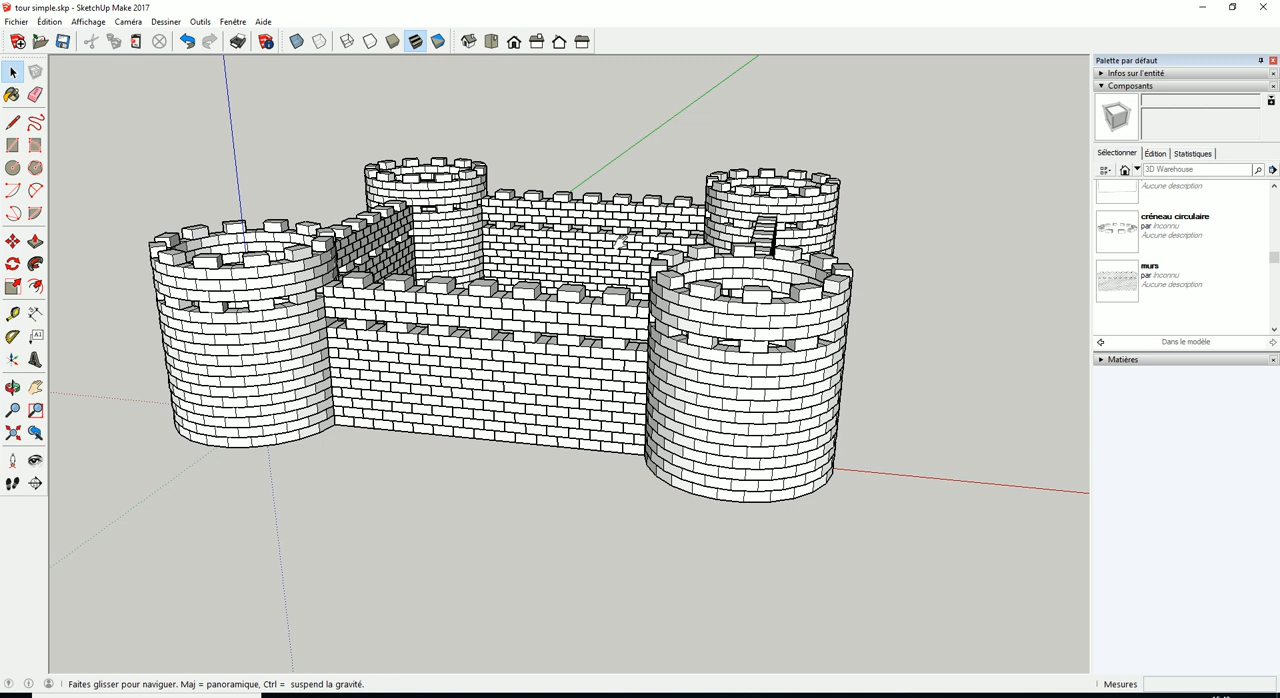 tour simple.skp - SketchUp Make 2017
Fichier Édition Affichage Caméra Dessiner Outils Fenêtre Aide
Palette par défaut
Infos sur l'entité
Composants
Sélectionner Édition Statistiques
3D Warehouse
Aucune description
créneau circulaire
par Inconnu
Aucune description
murs
par Inconnu
Aucune description
Dans le modèle
Matières
A1
Faites glisser pour naviguer. Maj = panoramique, Ctrl = suspend la gravité.
Mesures